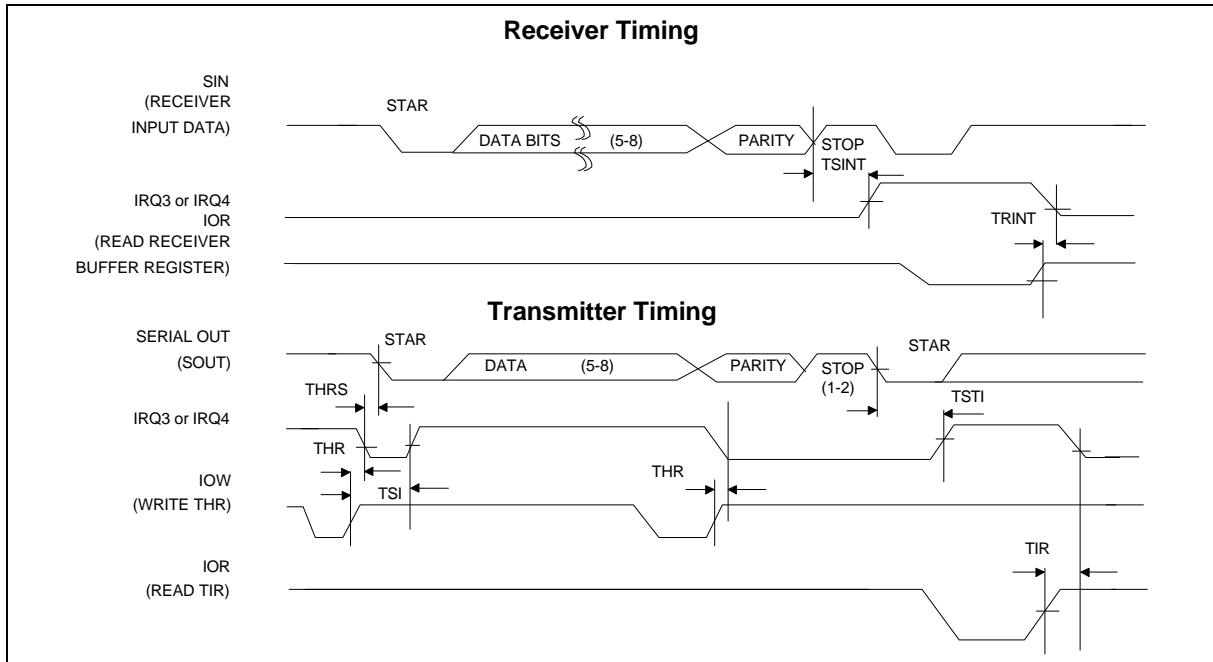 Receiver Timing
SIN
(RECEIVER
INPUT DATA)
STAR
DATA BITS (5-8)
PARITY
STOP
TSINT
IRQ3 or IRQ4
IOR
(READ RECEIVER
BUFFER REGISTER)
TRINT
Transmitter Timing
SERIAL OUT
(SOUT)
STAR
DATA (5-8)
PARITY
STOP
(1-2)
STAR
THRS
TSTI
IRQ3 or IRQ4
THR
THR
IOW
(WRITE THR)
TSI
TIR
IOR
(READ TIR)